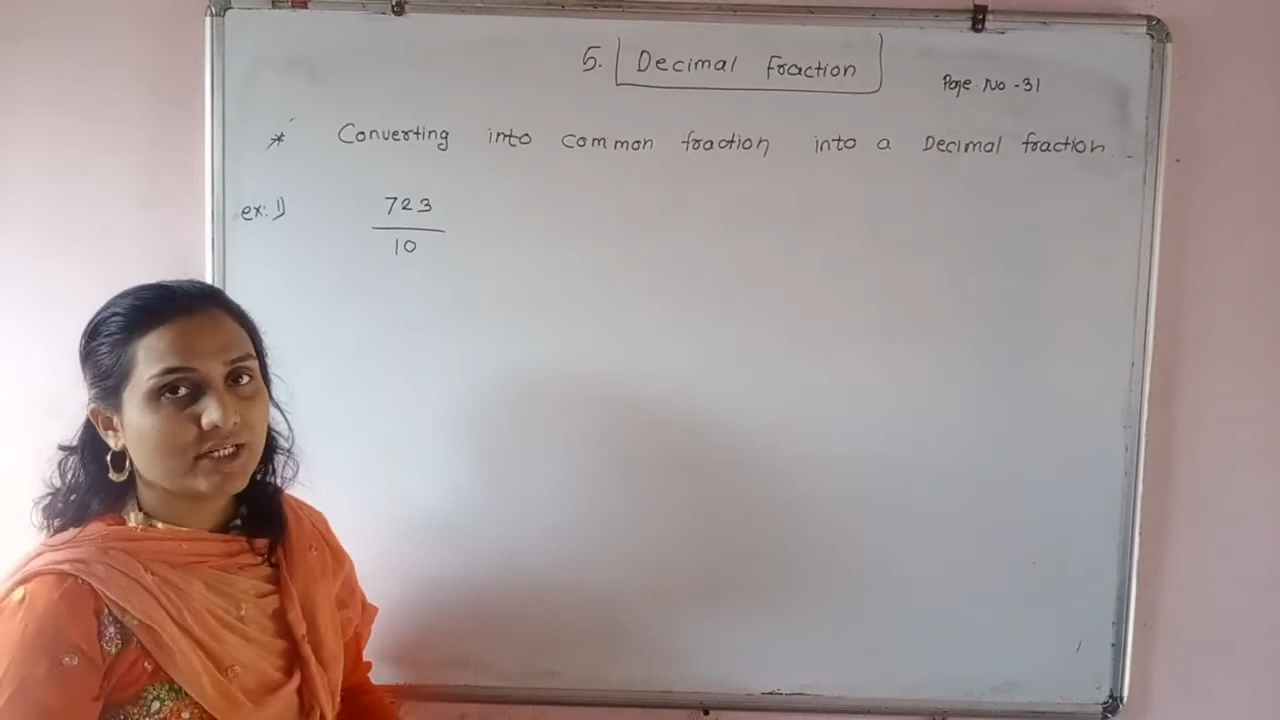 5. Decimal Fraction
Page No -31
* Converting into common fraction into a Decimal fraction
ex:1) 723
10